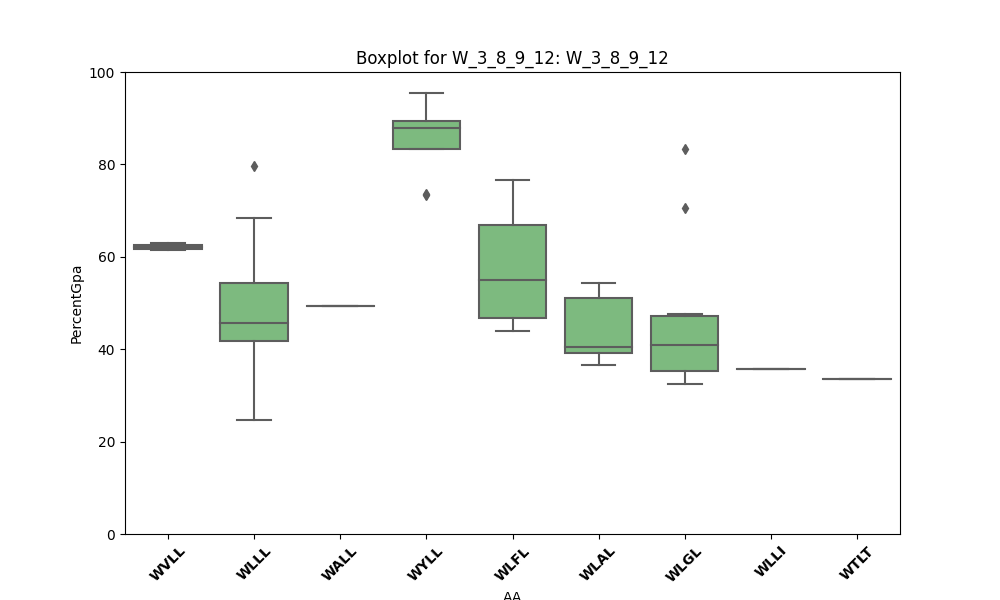 Boxplot for W_3_8_9_12: W_3_8_9_12
100
80
60
40
20
0
PercentGpa
WVLL
WLLL
WALL
WYLL
WLFL
WLAL
WLGL
WLLI
WTLT
AA